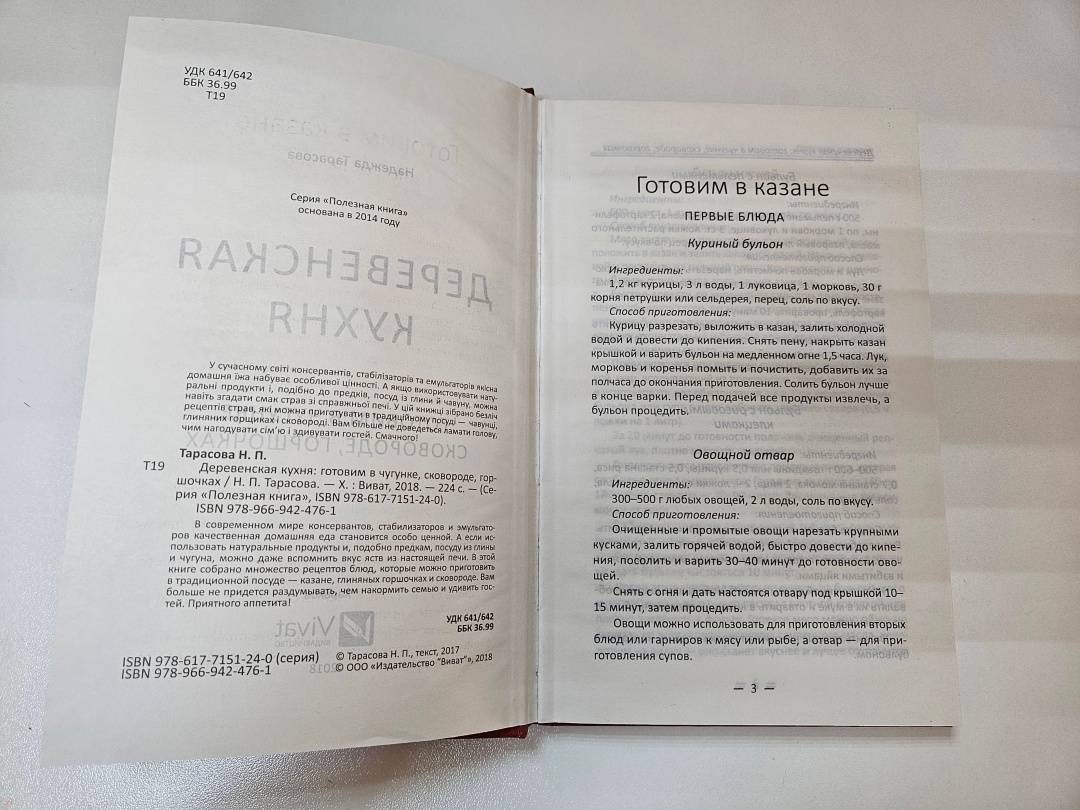 УДК 641/642
ББК 36.99
Т19
Серия «Полезная книга»
основана в 2014 году
У сучасному світі консервантів, стабілізаторів та емульгаторів якісна
домашня їжа набуває особливої цінності. А якщо використовувати нату-
ральні продукти і, подібно до предків, посуд із глини й чавуну, можна
навіть згадати смак страв зі справжньої печі. У цій книжці зібрано безліч
рецептів страв, які можна приготувати в традиційному посуді — чавунці,
глиняних горщиках і сковороді. Вам більше не доведеться ламати голову,
чим нагодувати сім’ю і здивувати гостей. Смачного!
Тарасова Н. П.
Т19 Деревенская кухня: готовим в чугунке, сковороде, гор-
шочках / Н. П. Тарасова. — Х. : Виват, 2018. — 224 с. — (Се-
рия «Полезная книга», ISBN 978-617-7151-24-0).
ISBN 978-966-942-476-1
В современном мире консервантов, стабилизаторов и эмульгато-
ров качественная домашняя еда становится особо ценной. А если ис-
пользовать натуральные продукты и, подобно предкам, посуду из глины
и чугуна, можно даже вспомнить вкус яств из настоящей печи. В этой
книге собрано множество рецептов блюд, которые можно приготовить
в традиционной посуде — казане, глиняных горшочках и сковороде. Вам
больше не придется раздумывать, чем накормить семью и удивить гос-
тей. Приятного аппетита!
УДК 641/642
ББК 36.99
ISBN 978-617-7151-24-0 (серия)
ISBN 978-966-942-476-1
© Тарасова Н. П., текст, 2017
© ООО «Издательство "Виват"», 2018
Готовим в казане
ПЕРВЫЕ БЛЮДА
Куриный бульон
Ингредиенты:
1,2 кг курицы, 3 л воды, 1 луковица, 1 морковь, 30 г
корня петрушки или сельдерея, перец, соль по вкусу.
Способ приготовления:
Курицу разрезать, выложить в казан, залить холодной
водой и довести до кипения. Снять пену, накрыть казан
крышкой и варить бульон на медленном огне 1,5 часа. Лук,
морковь и коренья помыть и почистить, добавить их за
полчаса до окончания приготовления. Солить бульон лучше
в конце варки. Перед подачей все продукты извлечь, а
бульон процедить.
Овощной отвар
Ингредиенты:
300–500 г любых овощей, 2 л воды, соль по вкусу.
Способ приготовления:
Очищенные и промытые овощи нарезать крупными
кусками, залить горячей водой, быстро довести до кипе-
ния, посолить и варить 30–40 минут до готовности ово-
щей.
Снять с огня и дать настоятся отвару под крышкой 10–
15 минут, затем процедить.
Овощи можно использовать для приготовления вторых
блюд или гарниров к мясу или рыбе, а отвар — для при-
готовления супов.
— 3 —